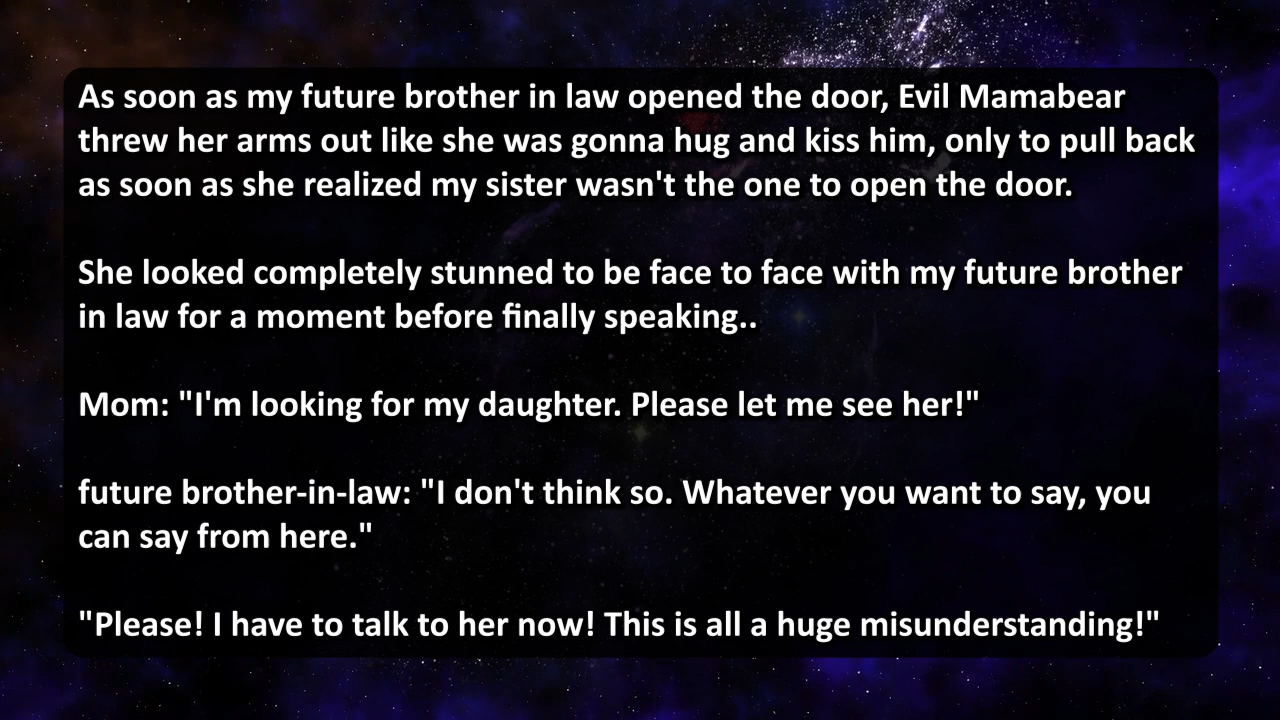 As soon as my future brother in law opened the door, Evil Mamabear
threw her arms out like she was gonna hug and kiss him, only to pull back
as soon as she realized my sister wasn't the one to open the door.
She looked completely stunned to be face to face with my future brother
in law for a moment before finally speaking..
Mom: "I'm looking for my daughter. Please let me see her!"
future brother-in-law: "I don't think so. Whatever you want to say, you
can say from here."
"Please! I have to talk to her now! This is all a huge misunderstanding!"